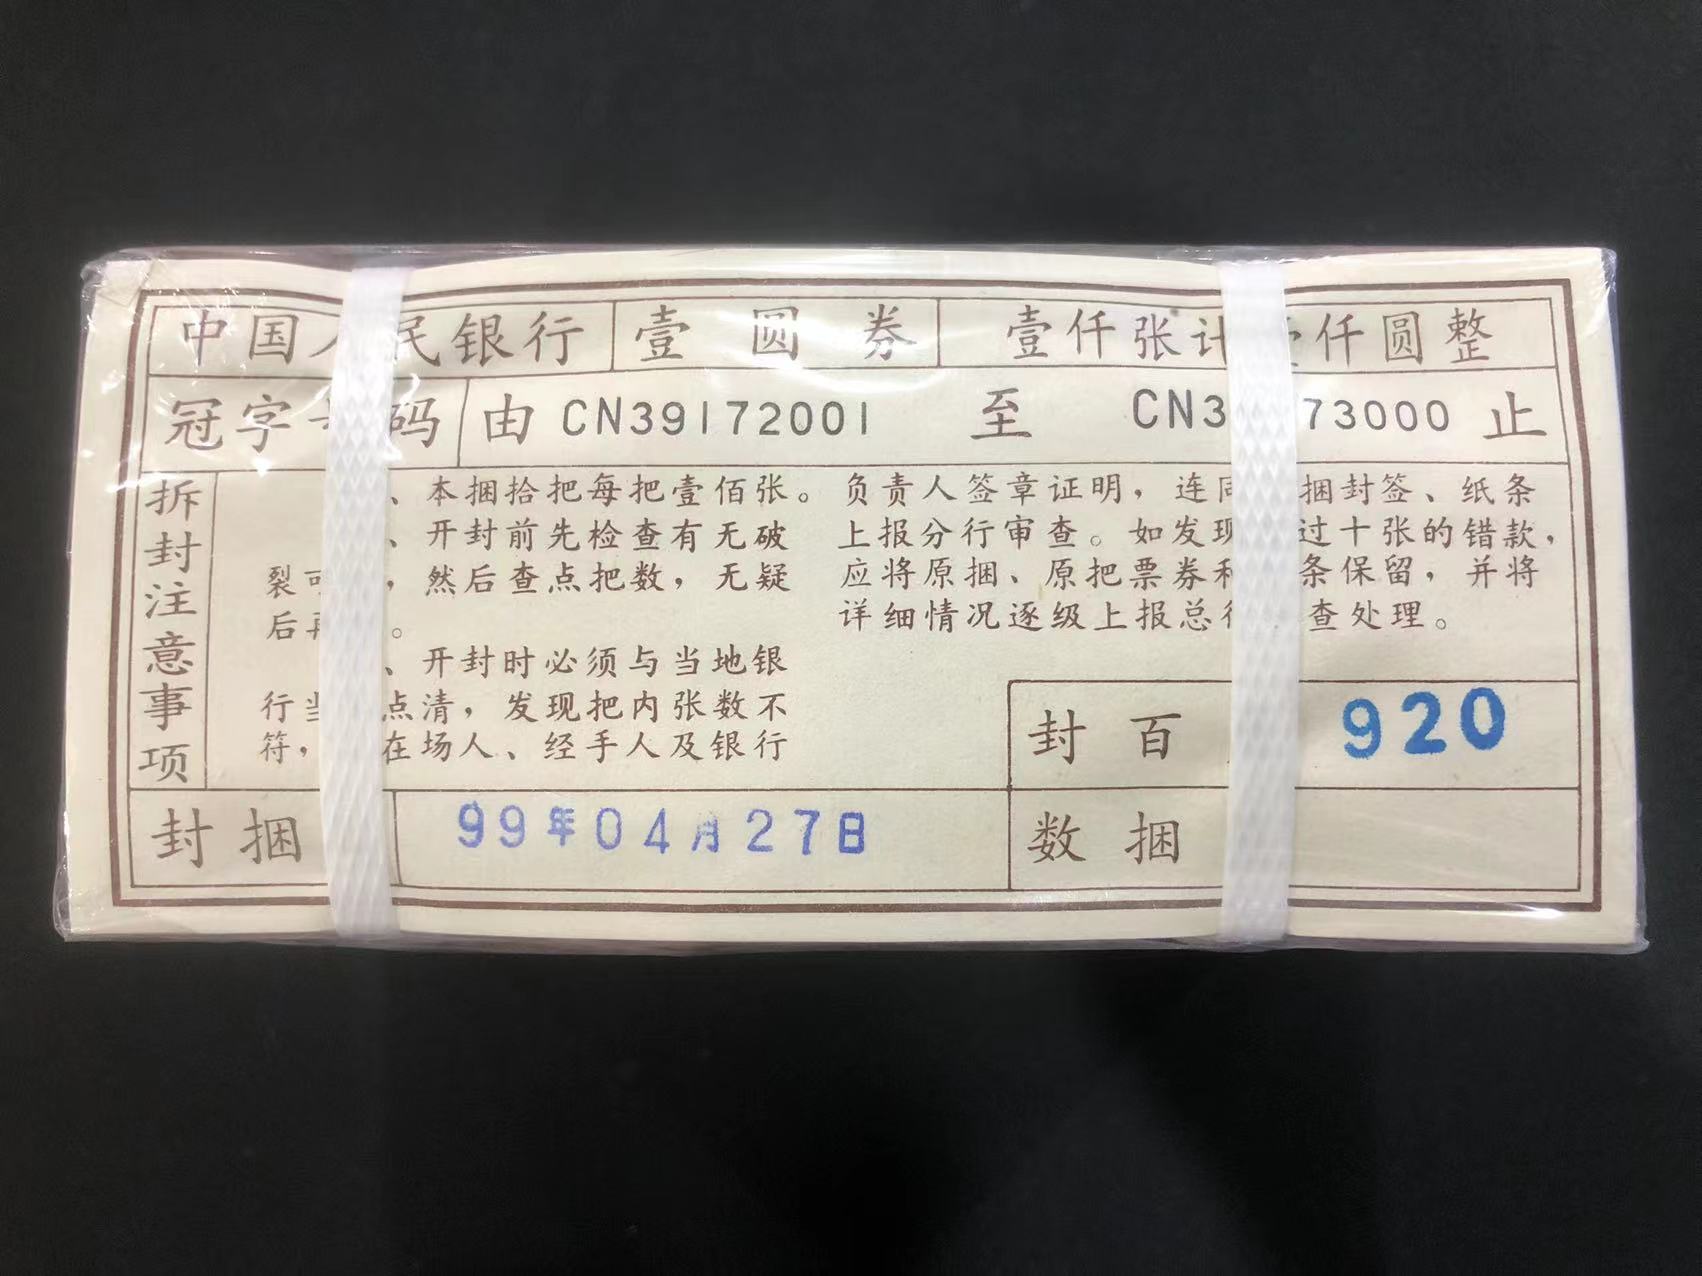 中国人民银行 壹圆券 壹仟张计 仟圆整
冠字 码 由 CN39172001 至 CN3 73000 止
拆封注意事项
、本捆拾把每把壹佰张。
、开封前先检查有无破
裂可 ，然后查点把数，无疑
后再 。
、开封时必须与当地银
行当 点清，发现把内张数不
符， 在场人、经手人及银行
负责人签章证明，连同 捆封签、纸条
上报分行审查。如发现 过十张的错款，
应将原捆、原把票券和 条保留，并将
详细情况逐级上报总行 查处理。
封百 920
封捆 99年04月27日 数捆